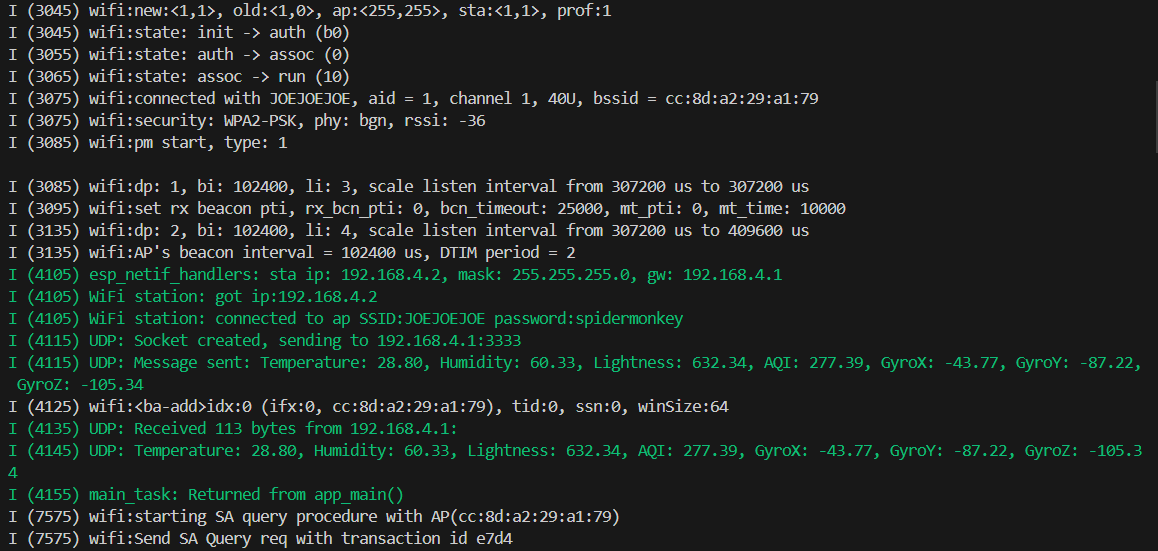 I (3045) wifi:new:<1,1>, old:<1,0>, ap:<255,255>, sta:<1,1>, prof:1
I (3045) wifi:state: init -> auth (b0)
I (3055) wifi:state: auth -> assoc (0)
I (3065) wifi:state: assoc -> run (10)
I (3075) wifi:connected with JOEJOEJOE, aid = 1, channel 1, 40U, bssid = cc:8d:a2:29:a1:79
I (3075) wifi:security: WPA2-PSK, phy: bgn, rssi: -36
I (3085) wifi:pm start, type: 1
I (3085) wifi:dp: 1, bi: 102400, li: 3, scale listen interval from 307200 us to 307200 us
I (3095) wifi:set rx beacon pti, rx_bcn_pti: 0, bcn_timeout: 25000, mt_pti: 0, mt_time: 10000
I (3135) wifi:dp: 2, bi: 102400, li: 4, scale listen interval from 307200 us to 409600 us
I (3135) wifi:AP's beacon interval = 102400 us, DTIM period = 2
I (4105) esp_netif_handlers: sta ip: 192.168.4.2, mask: 255.255.255.0, gw: 192.168.4.1
I (4105) WiFi station: got ip:192.168.4.2
I (4105) WiFi station: connected to ap SSID:JOEJOEJOE password:spidermonkey
I (4115) UDP: Socket created, sending to 192.168.4.1:3333
I (4115) UDP: Message sent: Temperature: 28.80, Humidity: 60.33, Lightness: 632.34, AQI: 277.39, GyroX: -43.77, GyroY: -87.22,
GyroZ: -105.34
I (4125) wifi:<ba-add>idx:0 (ifx:0, cc:8d:a2:29:a1:79), tid:0, ssn:0, winSize:64
I (4135) UDP: Received 113 bytes from 192.168.4.1:
I (4145) UDP: Temperature: 28.80, Humidity: 60.33, Lightness: 632.34, AQI: 277.39, GyroX: -43.77, GyroY: -87.22, GyroZ: -105.3
4
I (4155) main_task: Returned from app_main()
I (7575) wifi:starting SA query procedure with AP(cc:8d:a2:29:a1:79)
I (7575) wifi:Send SA Query req with transaction id e7d4